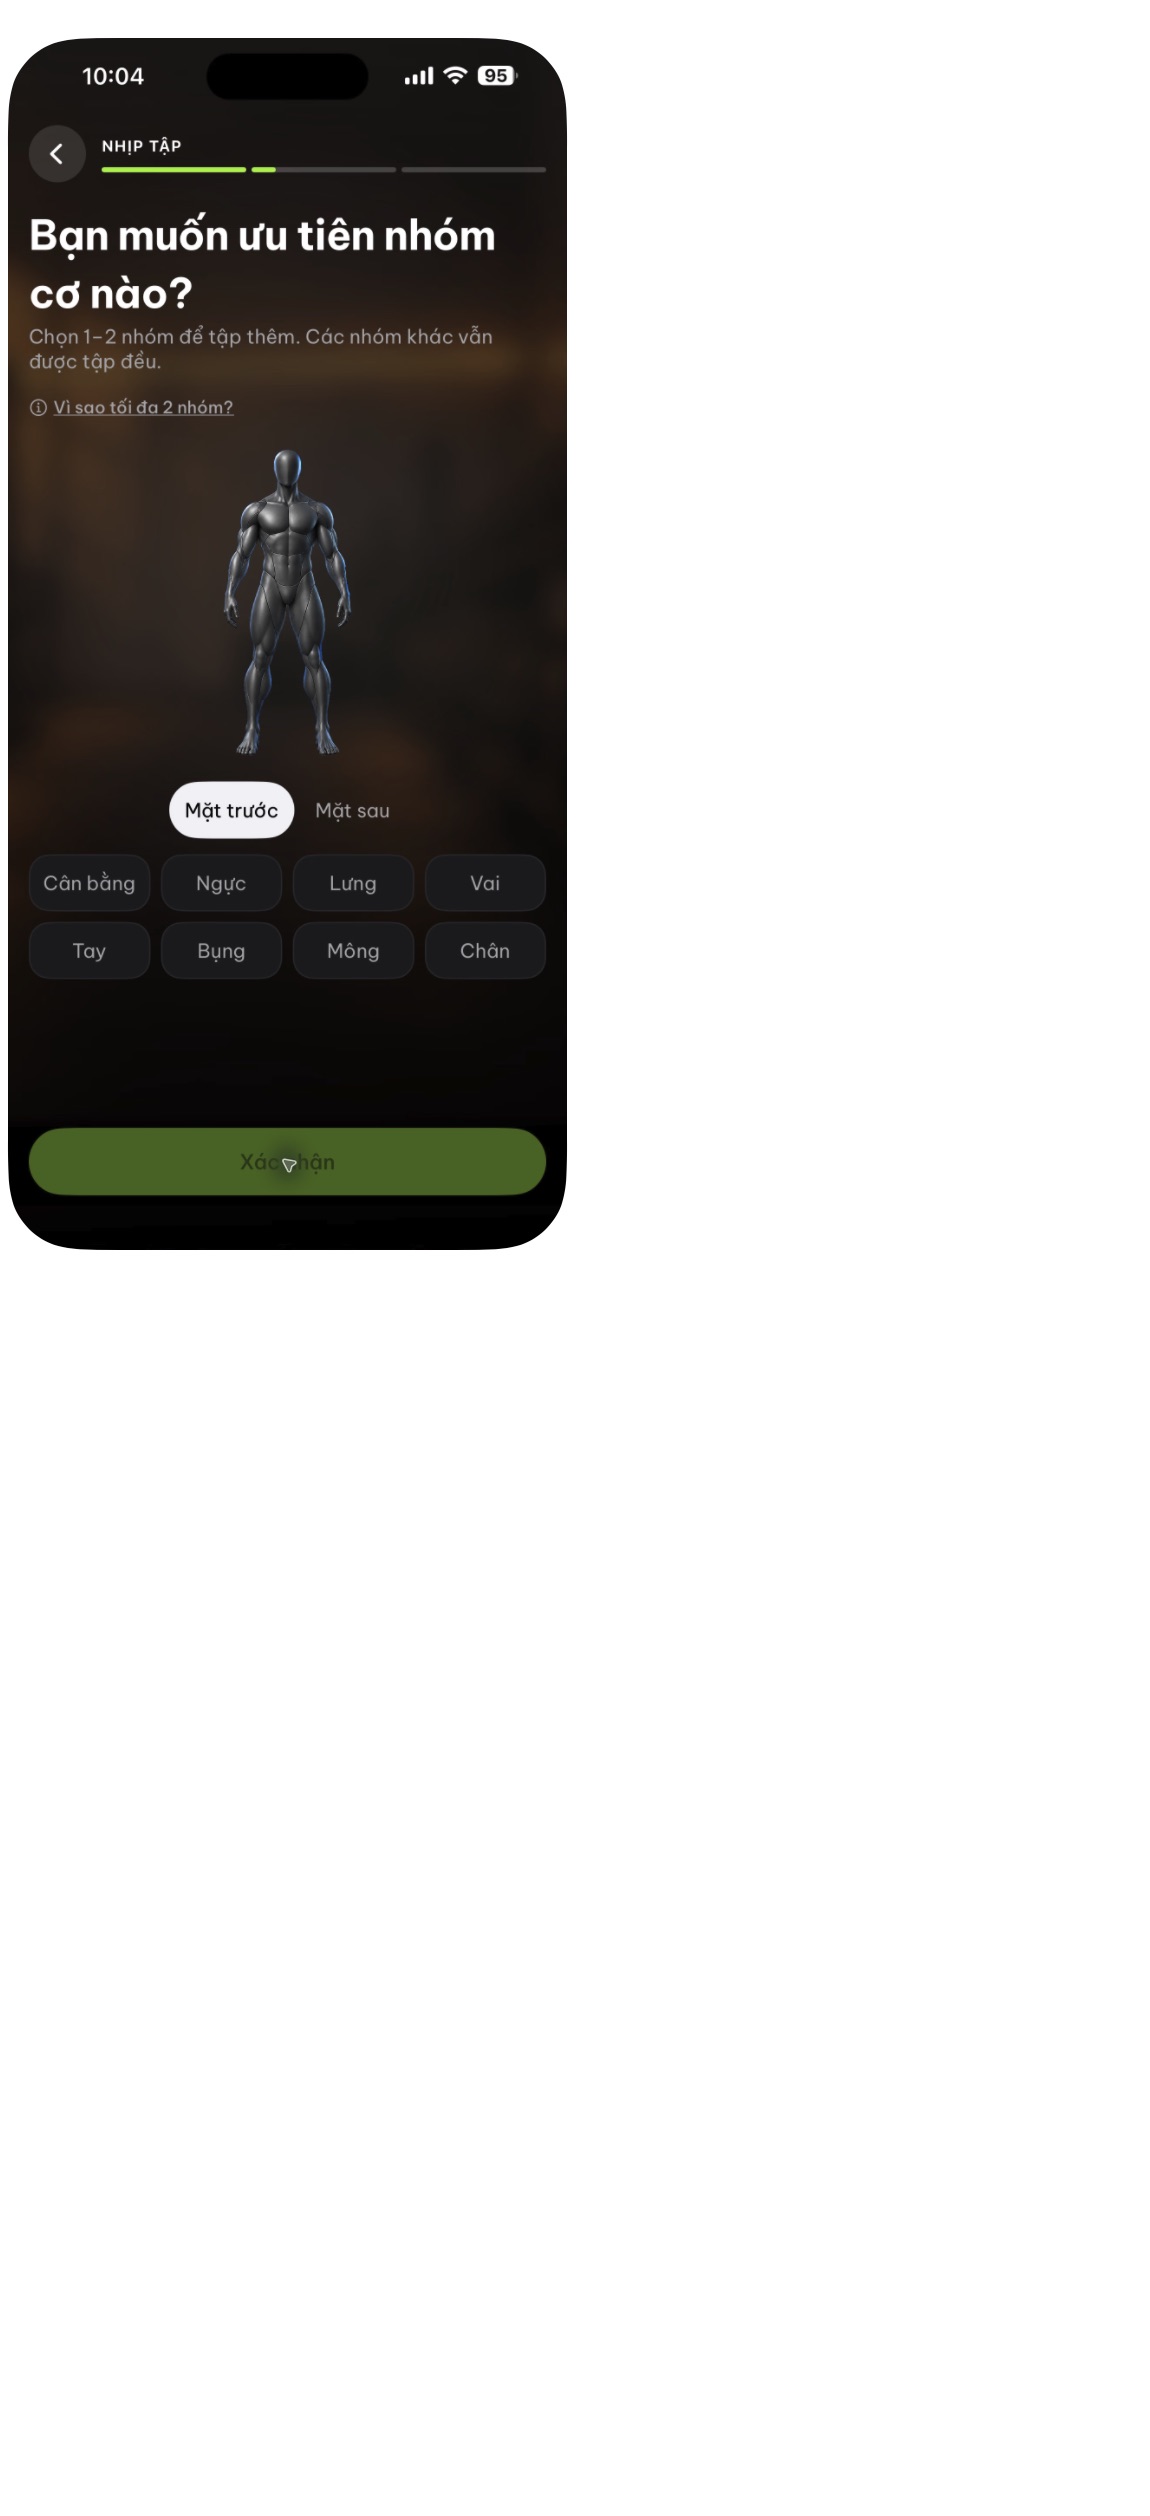 10:04
95
NHỊP TẬP
Bạn muốn ưu tiên nhóm
cơ nào?
Chọn 1–2 nhóm để tập thêm. Các nhóm khác vẫn
được tập đều.
Vì sao tối đa 2 nhóm?
Mặt trước Mặt sau
Cân bằng Ngực Lưng Vai
Tay Bụng Mông Chân
Xác nhận